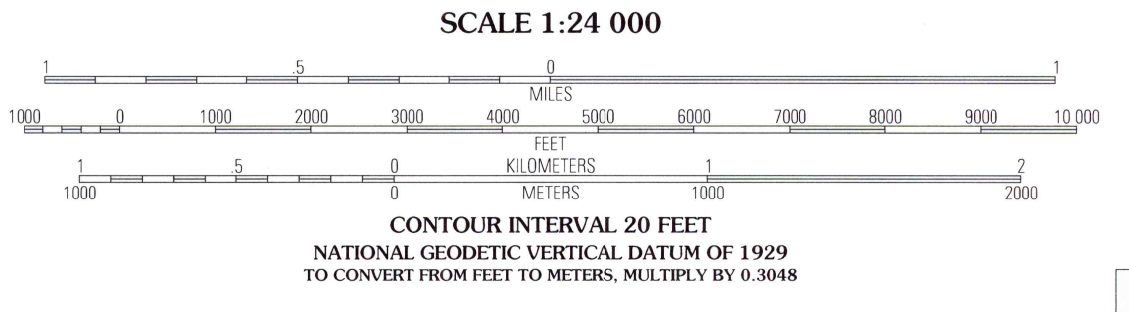 SCALE 1:24 000
1 .5 0 1
MILES
1000 0 1000 2000 3000 4000 5000 6000 7000 8000 9000 10 000
FEET
1 .5 0 KILOMETERS 1 2
1000 0 METERS 1000 2000
CONTOUR INTERVAL 20 FEET
NATIONAL GEODETIC VERTICAL DATUM OF 1929
TO CONVERT FROM FEET TO METERS, MULTIPLY BY 0.3048